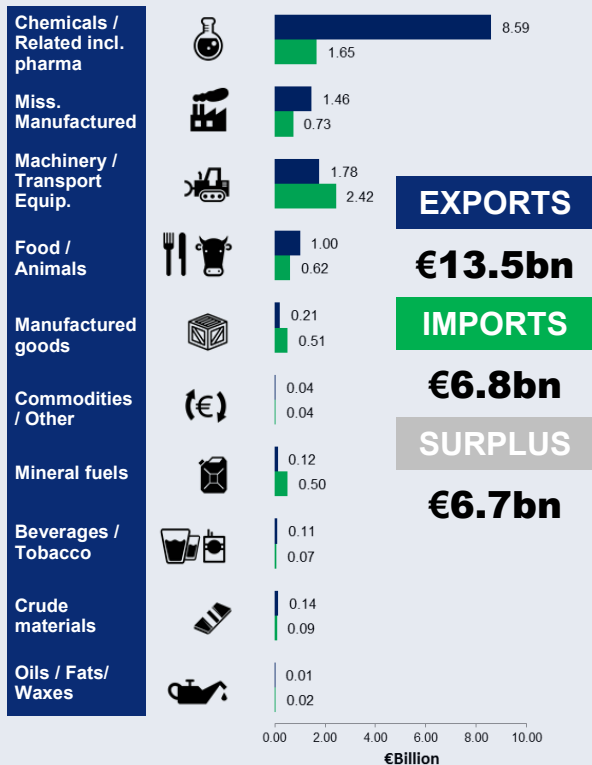 Chemicals /
Related incl.
pharma
8.59
1.65
Miss.
Manufactured
1.46
0.73
Machinery /
Transport
Equip.
1.78
2.42
EXPORTS
€13.5bn
Food /
Animals
1.00
0.62
Manufactured
goods
0.21
0.51
IMPORTS
€6.8bn
Commodities
/ Other
(€)
0.04
0.04
SURPLUS
€6.7bn
Mineral fuels
0.12
0.50
Beverages /
Tobacco
0.11
0.07
Crude
materials
0.14
0.09
Oils / Fats/
Waxes
0.01
0.02
0.00 2.00 4.00 6.00 8.00 10.00
€Billion